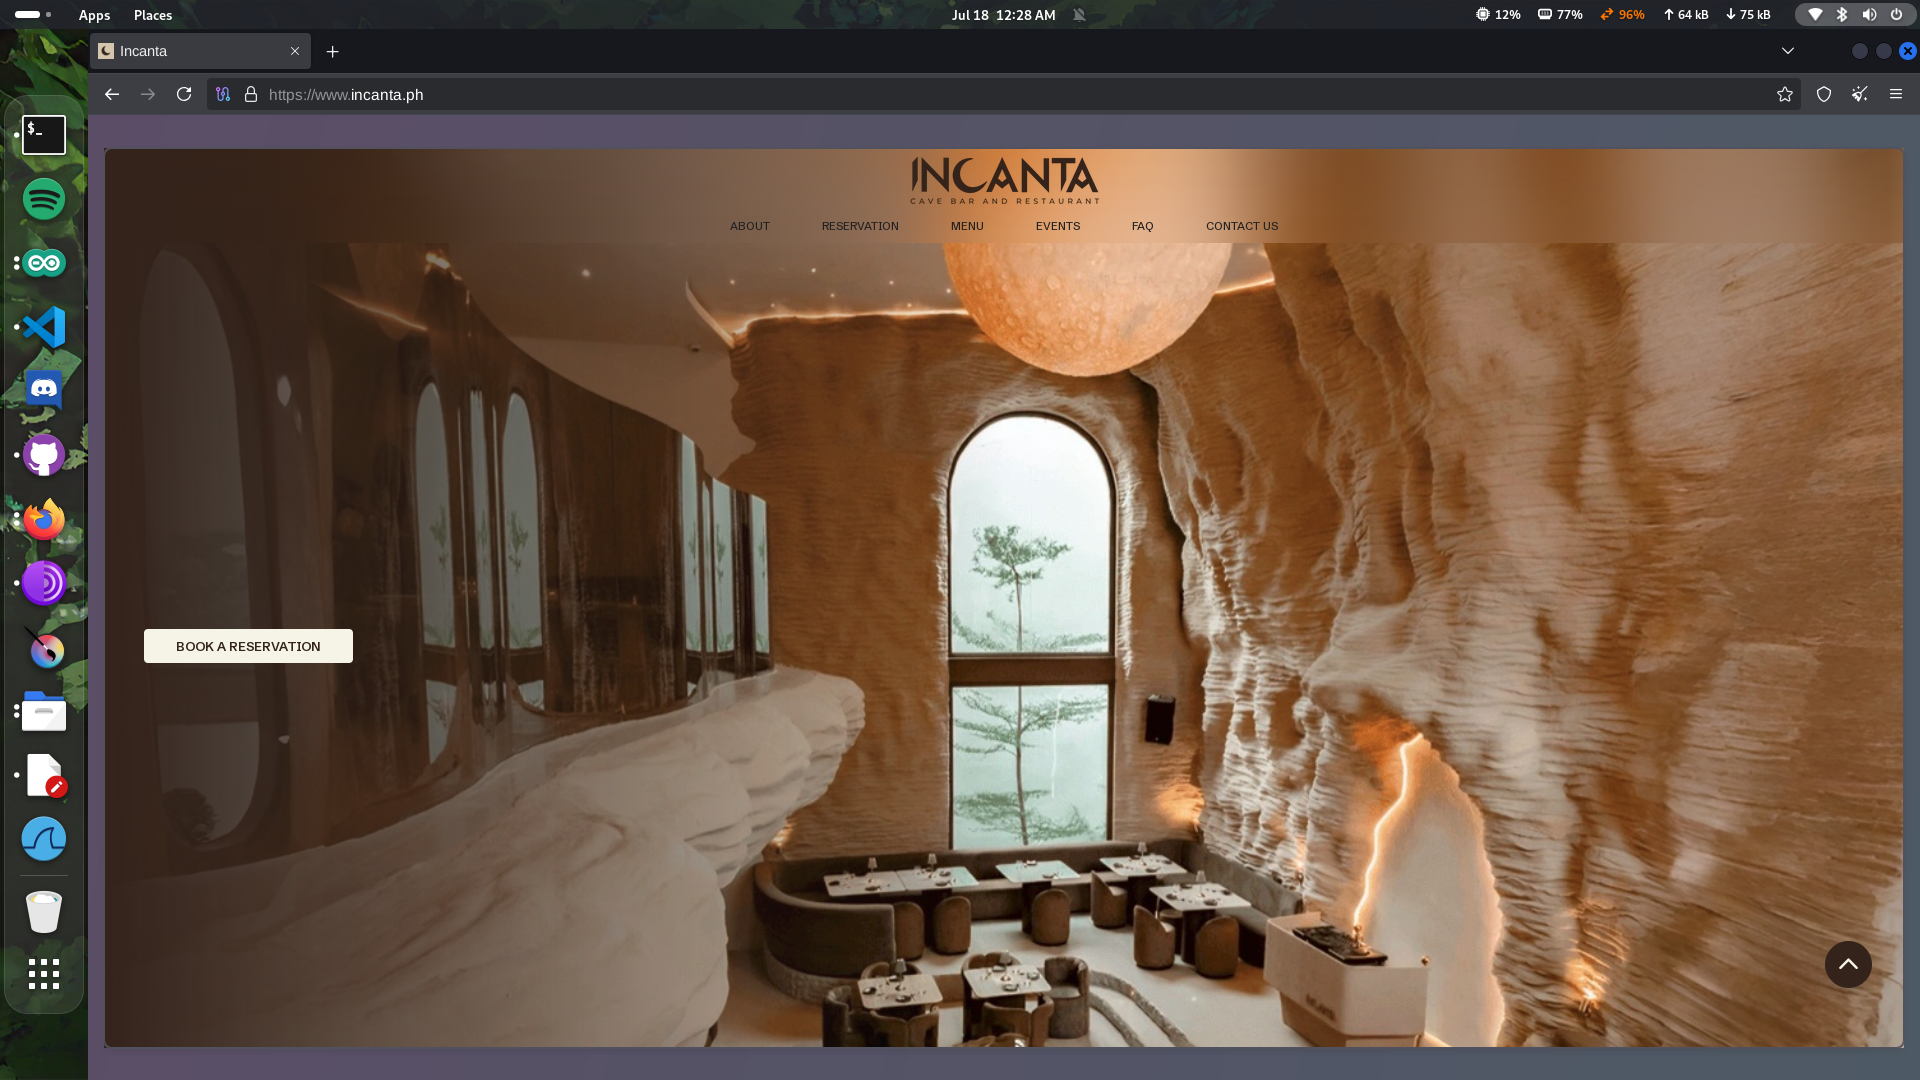 Apps Places Jul 18 12:28 AM 12% 77% 96% 64 kB 75 kB
Incanta
https://www.incanta.ph
$_
INCANTA
CAVE BAR AND RESTAURANT
ABOUT RESERVATION MENU EVENTS FAQ CONTACT US
BOOK A RESERVATION